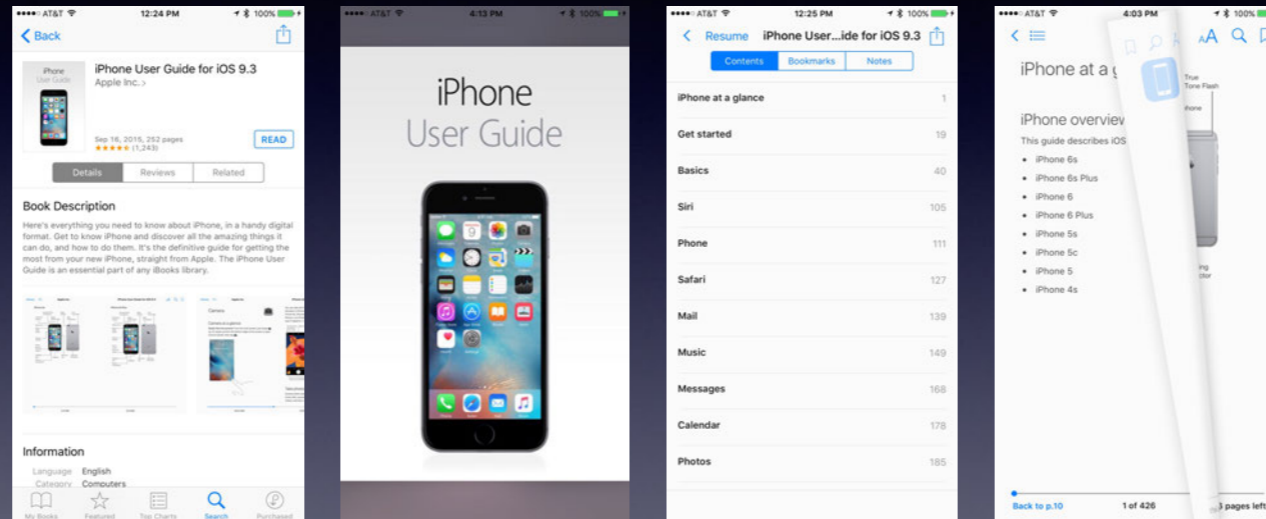 AT&T 12:24 PM 100%
Back
iPhone
User Guide
iPhone User Guide for iOS 9.3
Apple Inc. >
Sep 16, 2015, 252 pages
(1,243)
READ
Details Reviews Related
Book Description
Here's everything you need to know about iPhone, in a handy digital
format. Get to know iPhone and discover all the amazing things it
can do, and how to do them. It's the definitive guide for getting the
most from your new iPhone, straight from Apple. The iPhone User
Guide is an essential part of any iBooks library.
Information
Language English
Category Computers
My Books Featured Top Charts Search Purchased
AT&T 4:13 PM 100%
iPhone
User Guide
AT&T 12:25 PM 100%
Resume iPhone User...ide for iOS 9.3
Contents Bookmarks Notes
iPhone at a glance 1
Get started 19
Basics 40
Siri 105
Phone 111
Safari 127
Mail 139
Music 149
Messages 168
Calendar 178
Photos 185
AT&T 4:03 PM 100%
AA
iPhone at a g
True
Tone Flash
iPhone overview
This guide describes iOS
• iPhone 6s
• iPhone 6s Plus
• iPhone 6
• iPhone 6 Plus
• iPhone 5s
• iPhone 5c
• iPhone 5
• iPhone 4s
Back to p.10 1 of 426 pages left